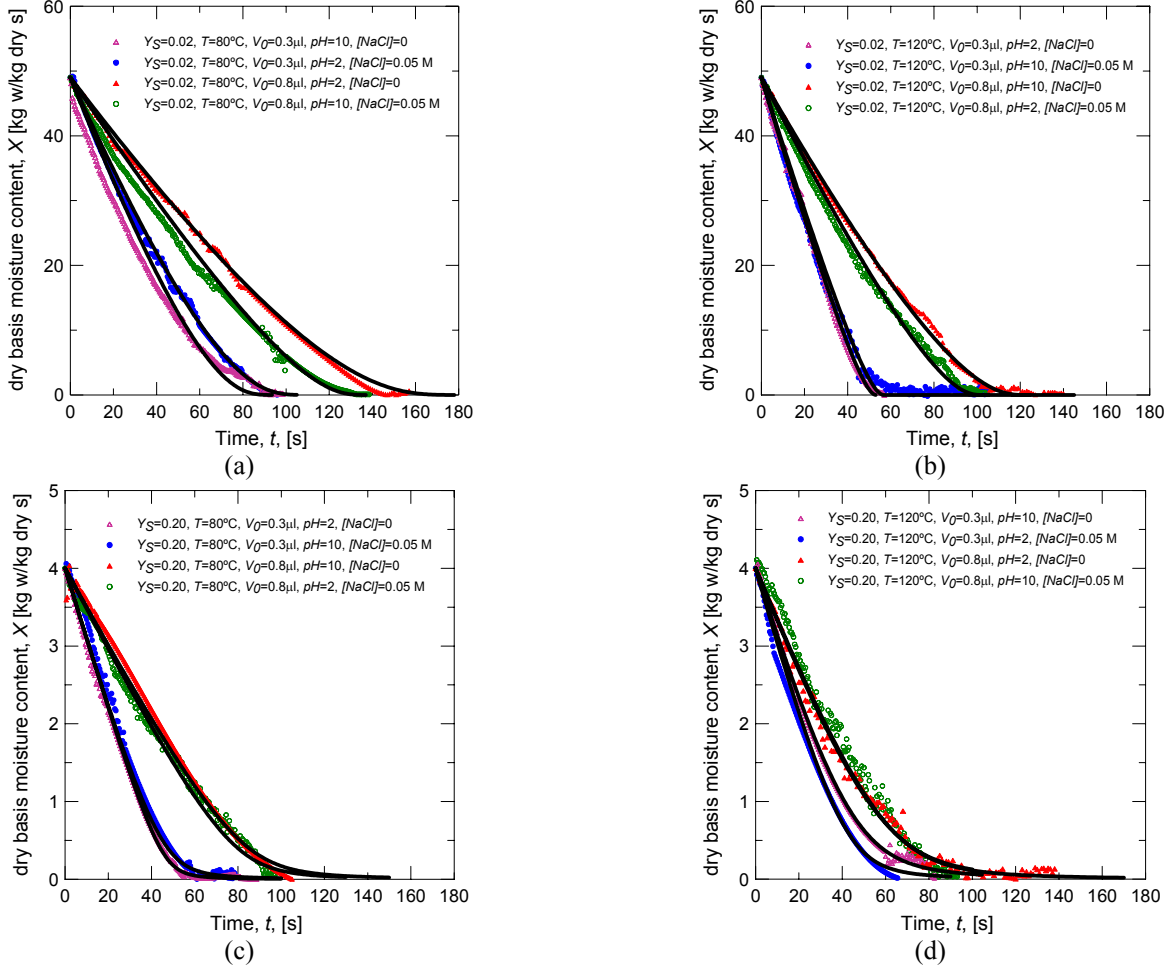 60
Y_S=0.02, T=80ºC, V_0=0.3µl, pH=10, [NaCl]=0
Y_S=0.02, T=80ºC, V_0=0.3µl, pH=2, [NaCl]=0.05 M
Y_S=0.02, T=80ºC, V_0=0.8µl, pH=2, [NaCl]=0
Y_S=0.02, T=80ºC, V_0=0.8µl, pH=10, [NaCl]=0.05 M
40
20
0
dry basis moisture content, X [kg w/kg dry s]
0 20 40 60 80 100 120 140 160 180
Time, t, [s]
(a)
60
Y_S=0.02, T=120ºC, V_0=0.3µl, pH=2, [NaCl]=0
Y_S=0.02, T=120ºC, V_0=0.3µl, pH=10, [NaCl]=0.05 M
Y_S=0.02, T=120ºC, V_0=0.8µl, pH=10, [NaCl]=0
Y_S=0.02, T=120ºC, V_0=0.8µl, pH=2, [NaCl]=0.05 M
40
20
0
dry basis moisture content, X [kg w/kg dry s]
0 20 40 60 80 100 120 140 160 180
Time, t, [s]
(b)
5
Y_S=0.20, T=80ºC, V_0=0.3µl, pH=2, [NaCl]=0
Y_S=0.20, T=80ºC, V_0=0.3µl, pH=10, [NaCl]=0.05 M
Y_S=0.20, T=80ºC, V_0=0.8µl, pH=10, [NaCl]=0
Y_S=0.20, T=80ºC, V_0=0.8µl, pH=2, [NaCl]=0.05 M
4
3
2
1
0
dry basis moisture content, X [kg w/kg dry s]
0 20 40 60 80 100 120 140 160 180
Time, t, [s]
(c)
5
Y_S=0.20, T=120ºC, V_0=0.3µl, pH=10, [NaCl]=0
Y_S=0.20, T=120ºC, V_0=0.3µl, pH=2, [NaCl]=0.05 M
Y_S=0.20, T=120ºC, V_0=0.8µl, pH=2, [NaCl]=0
Y_S=0.20, T=120ºC, V_0=0.8µl, pH=10, [NaCl]=0.05 M
4
3
2
1
0
dry basis moisture content, X [kg w/kg dry s]
0 20 40 60 80 100 120 140 160 180
Time, t, [s]
(d)